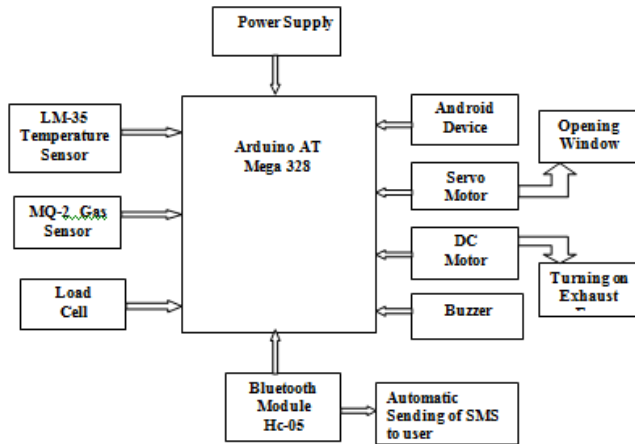 Power Supply
LM-35
Temperature
Sensor
Arduino AT
Mega 328
Android
Device
Opening
Window
MQ-2 Gas
Sensor
Servo
Motor
DC
Motor
Load
Cell
Turning on
Exhaust
Buzzer
Bluetooth
Module
Hc-05
Automatic
Sending of SMS
to user